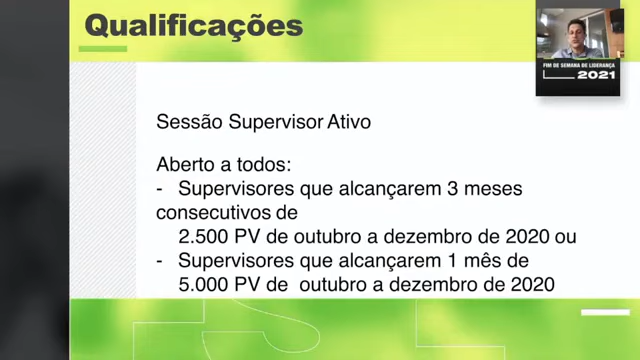 Qualificações
FIM DE SEMANA DE LIDERANÇA
2021
Sessão Supervisor Ativo
Aberto a todos:
- Supervisores que alcançarem 3 meses
consecutivos de
2.500 PV de outubro a dezembro de 2020 ou
- Supervisores que alcançarem 1 mês de
5.000 PV de outubro a dezembro de 2020